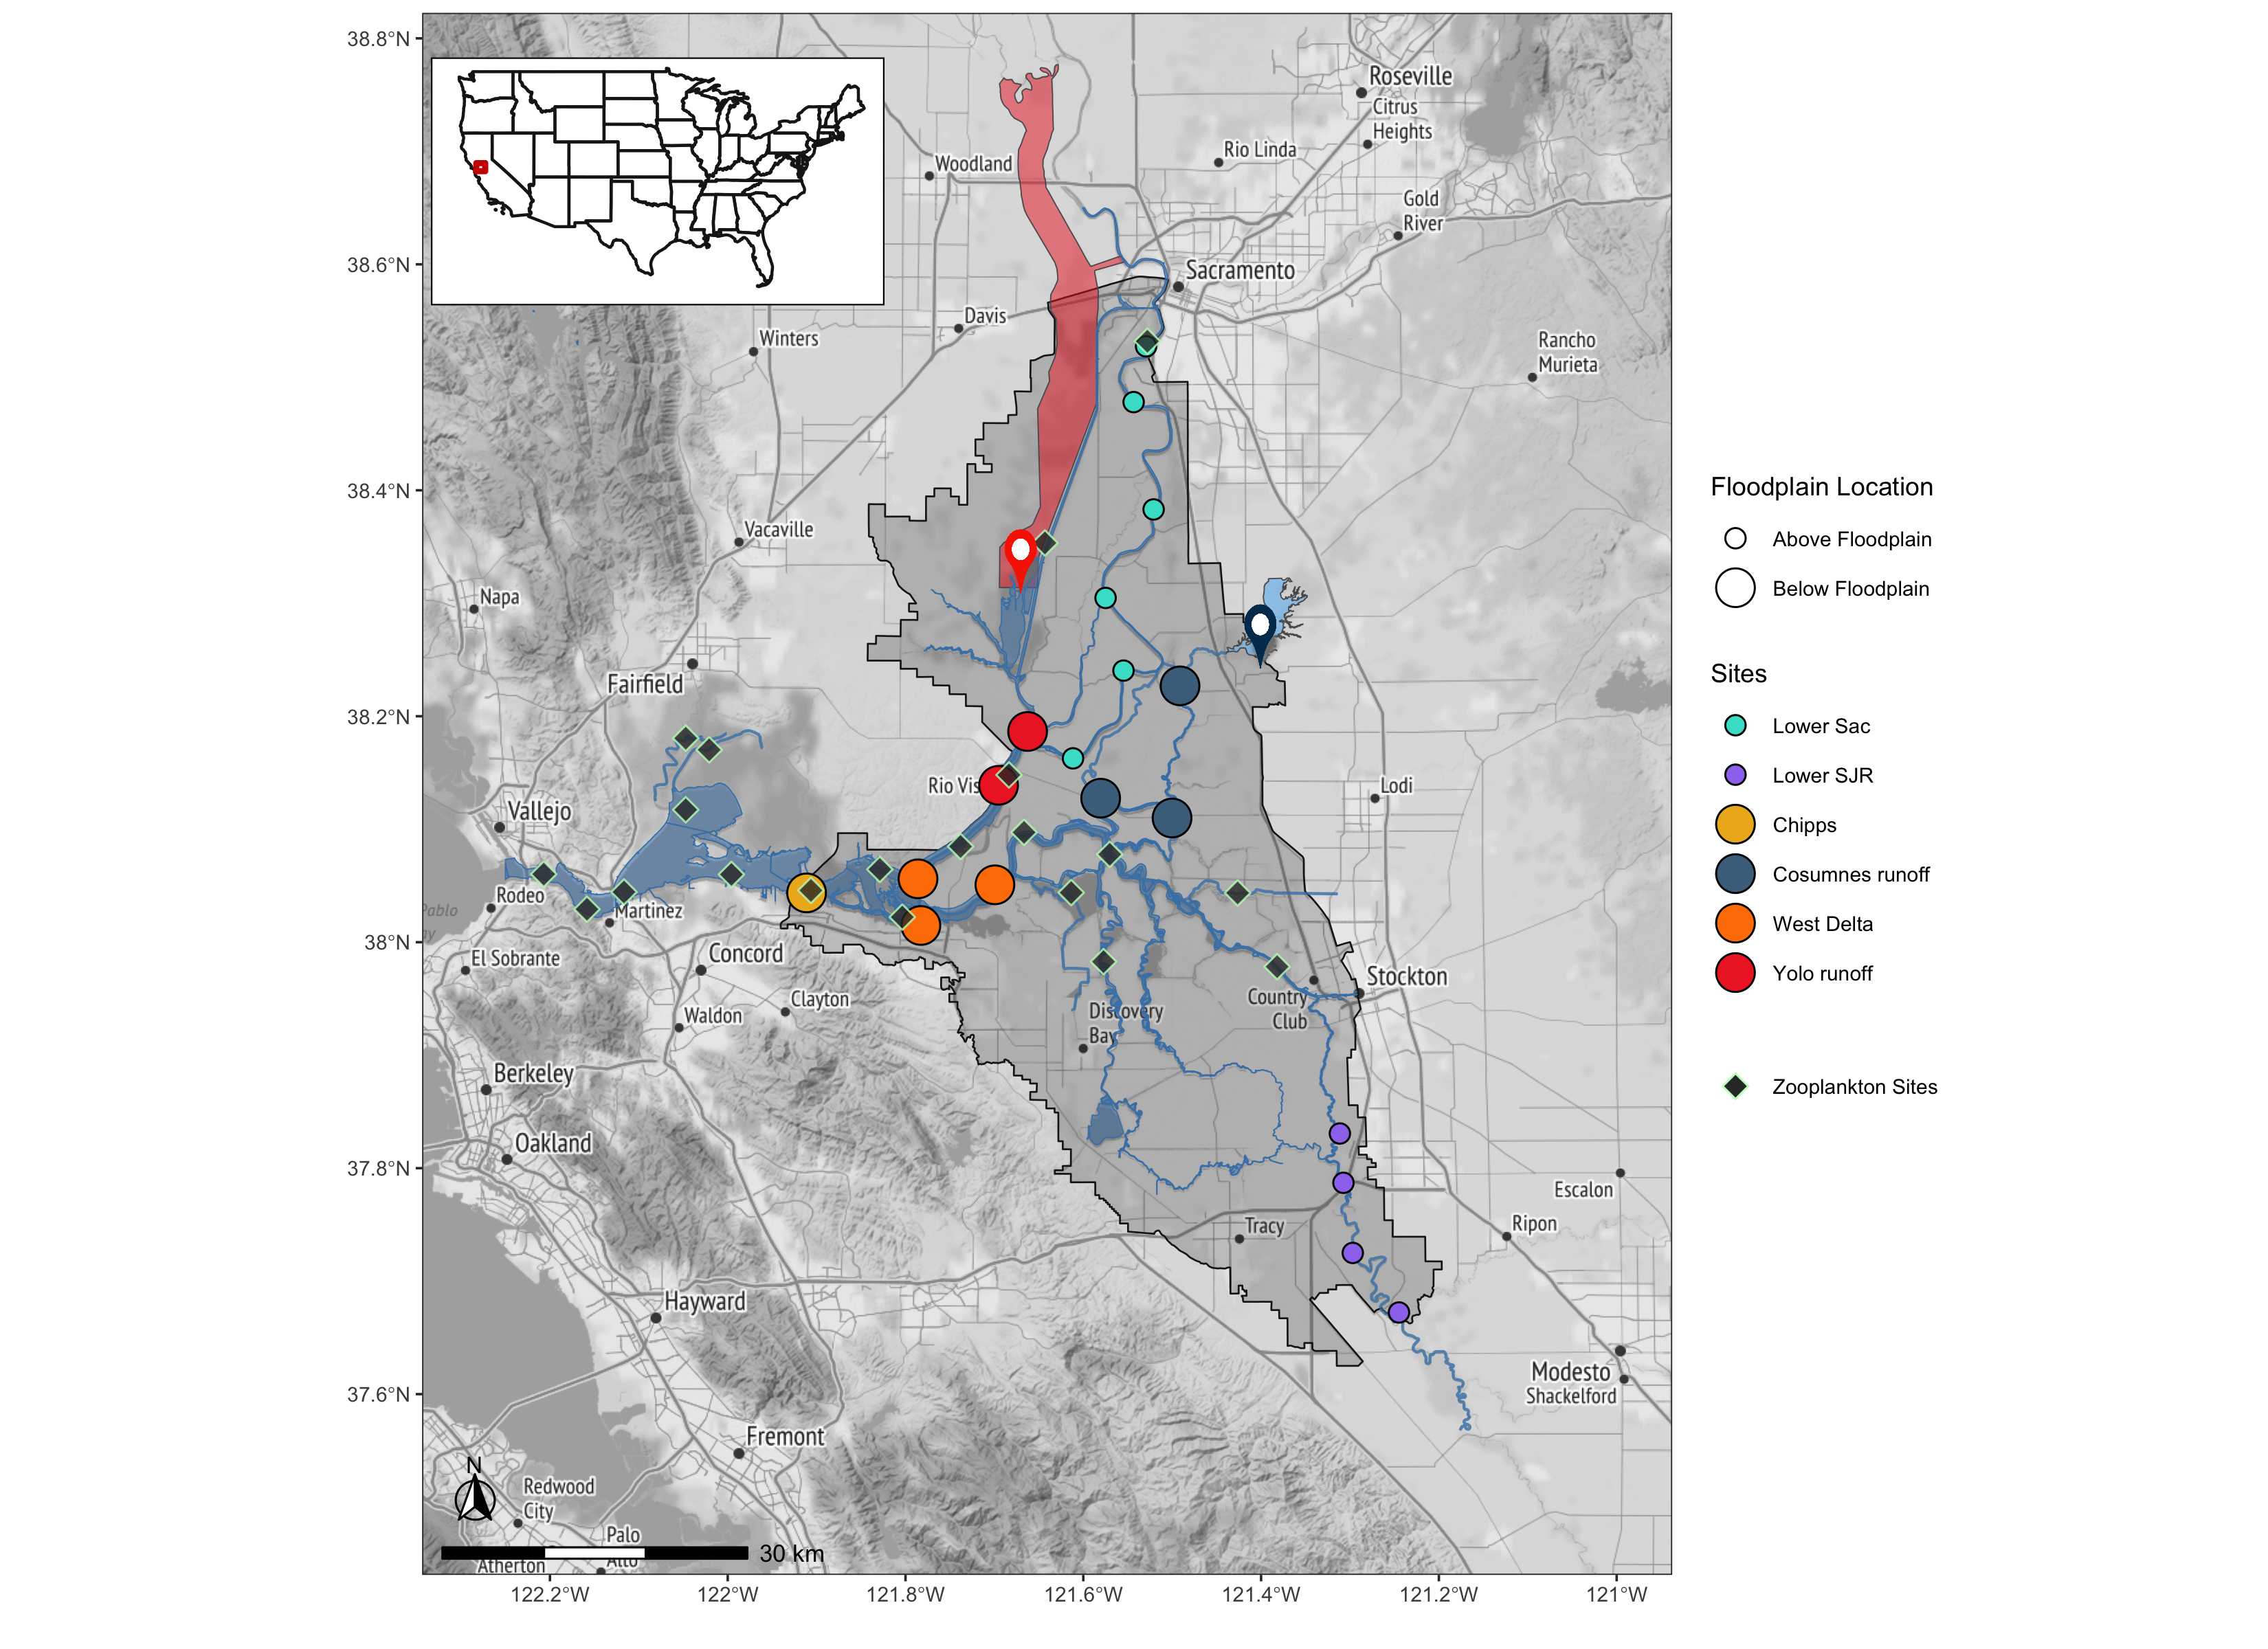 38.8°N
38.6°N
38.4°N
38.2°N
38°N
37.8°N
37.6°N
122.2°W
122°W
121.8°W
121.6°W
121.4°W
121.2°W
121°W
Roseville
Citrus
Heights
Rio Linda
Woodland
Gold
River
Sacramento
Davis
Winters
Rancho
Murieta
Vacaville
Napa
Fairfield
Rio Vis
Lodi
Vallejo
Rodeo
Martinez
Pablo
El Sobrante
Concord
Clayton
Waldon
Stockton
Country
Club
Discovery
Bay
Berkeley
Oakland
Escalon
Ripon
Tracy
Hayward
Modesto
Shackelford
Fremont
Redwood
City
Palo
Alto
Atherton
N
30 km
Floodplain Location
Above Floodplain
Below Floodplain
Sites
Lower Sac
Lower SJR
Chipps
Cosumnes runoff
West Delta
Yolo runoff
Zooplankton Sites